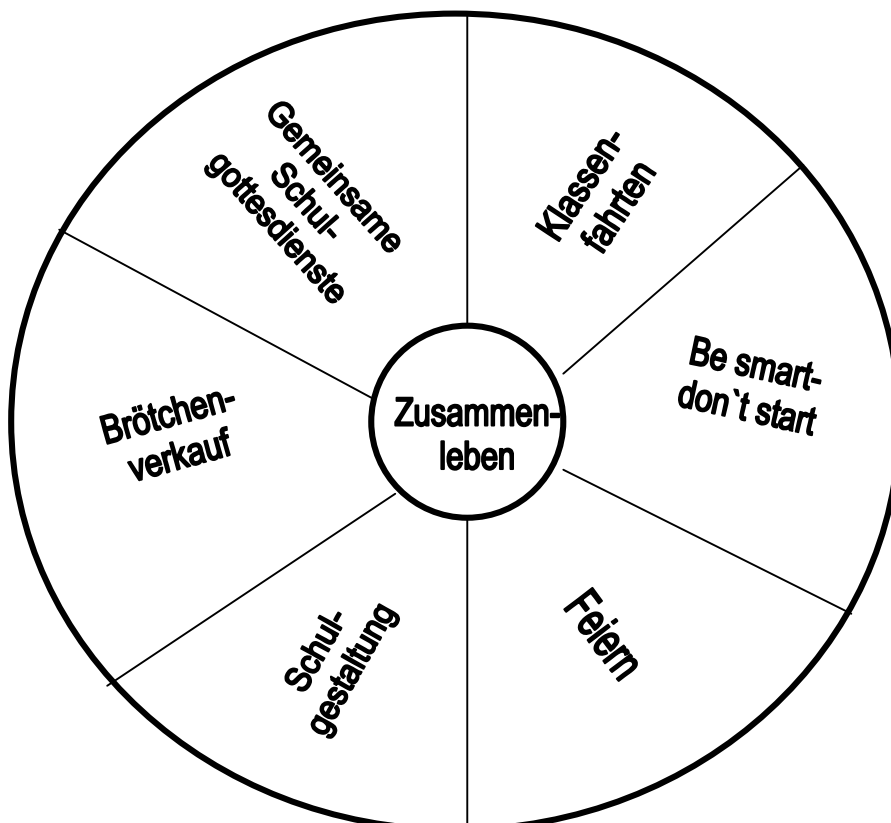 Gemeinsame
Schul-
gottesdienste
Klassen-
fahrten
Be smart-
don`t start
Brötchen-
verkauf
Zusammen-
leben
Schul-
gestaltung
Feiern